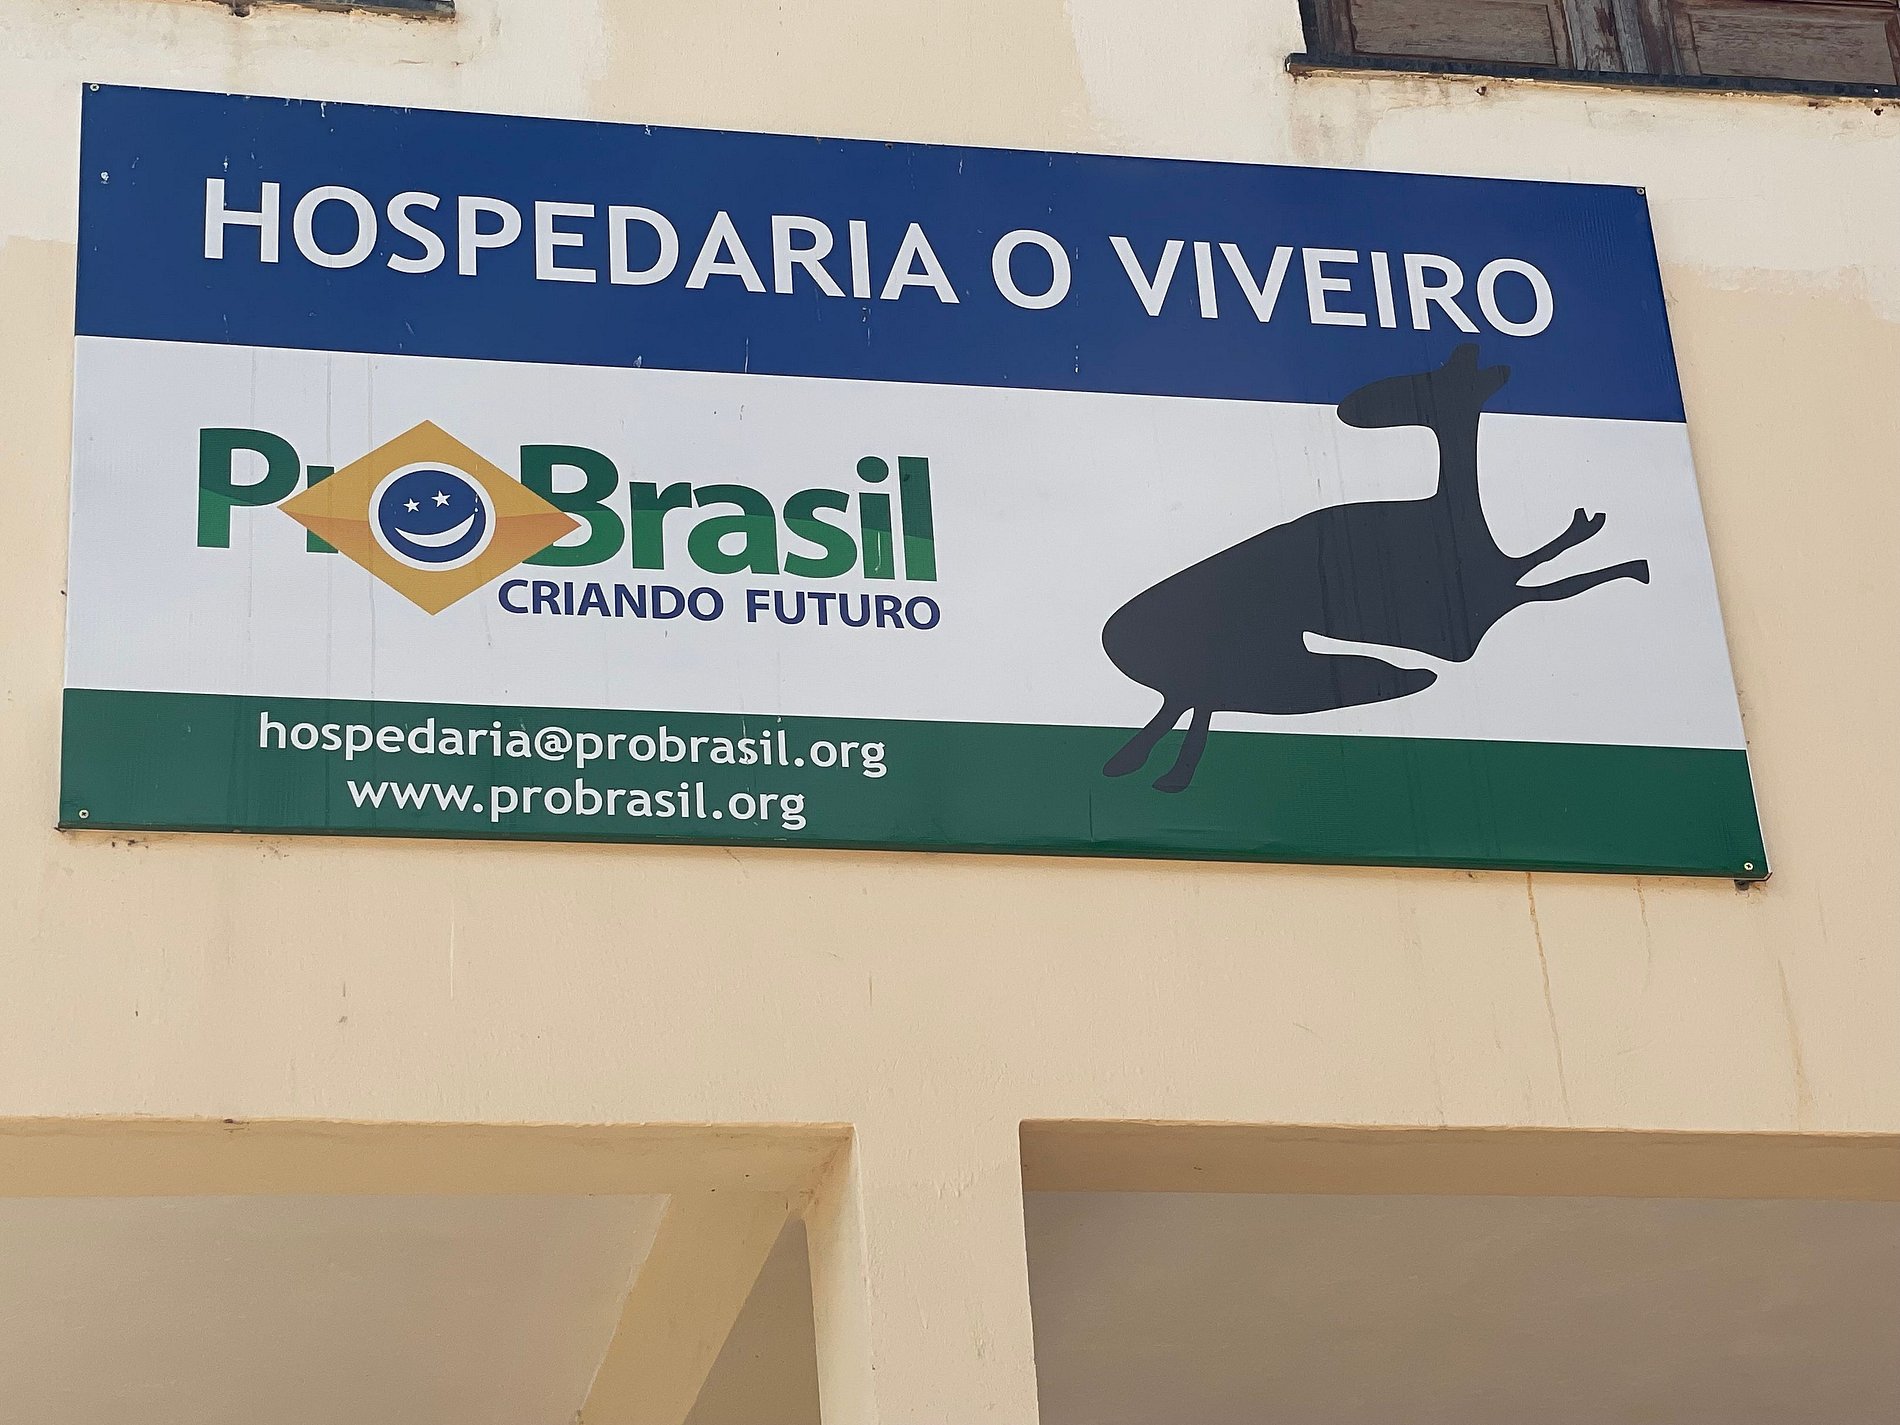 HOSPEDARIA O VIVEIRO
ProBrasil
CRIANDO FUTURO
hospedaria@probrasil.org
www.probrasil.org